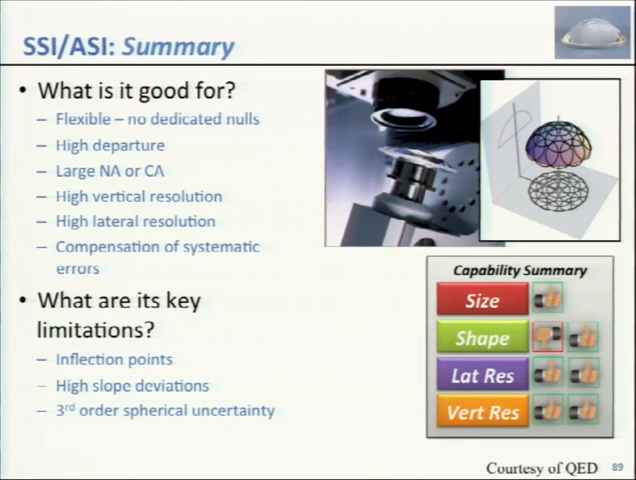 SSI/ASI: Summary
• What is it good for?
– Flexible – no dedicated nulls
– High departure
– Large NA or CA
– High vertical resolution
– High lateral resolution
– Compensation of systematic
errors
• What are its key
limitations?
– Inflection points
– High slope deviations
– 3rd order spherical uncertainty
Capability Summary
Size
Shape
Lat Res
Vert Res
Courtesy of QED 89